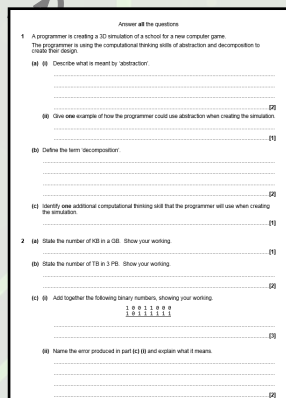 Answer all the questions
1 A programmer is creating a 3D simulation of a school for a new computer game.
The programmer is using the computational thinking skills of abstraction and decomposition to
create their design.
(a) (i) Describe what is meant by 'abstraction'.
[2]
(ii) Give one example of how the programmer could use abstraction when creating the simulation.
[1]
(b) Define the term 'decomposition'.
[2]
(c) Identify one additional computational thinking skill that the programmer will use when creating
the simulation.
[1]
2 (a) State the number of KB in a GB. Show your working.
[1]
(b) State the number of TB in 3 PB. Show your working.
[2]
(c) (i) Add together the following binary numbers, showing your working.
1 0 0 1 1 0 0 0
1 0 1 1 1 1 1 1
[3]
(ii) Name the error produced in part (c) (i) and explain what it means.
[2]